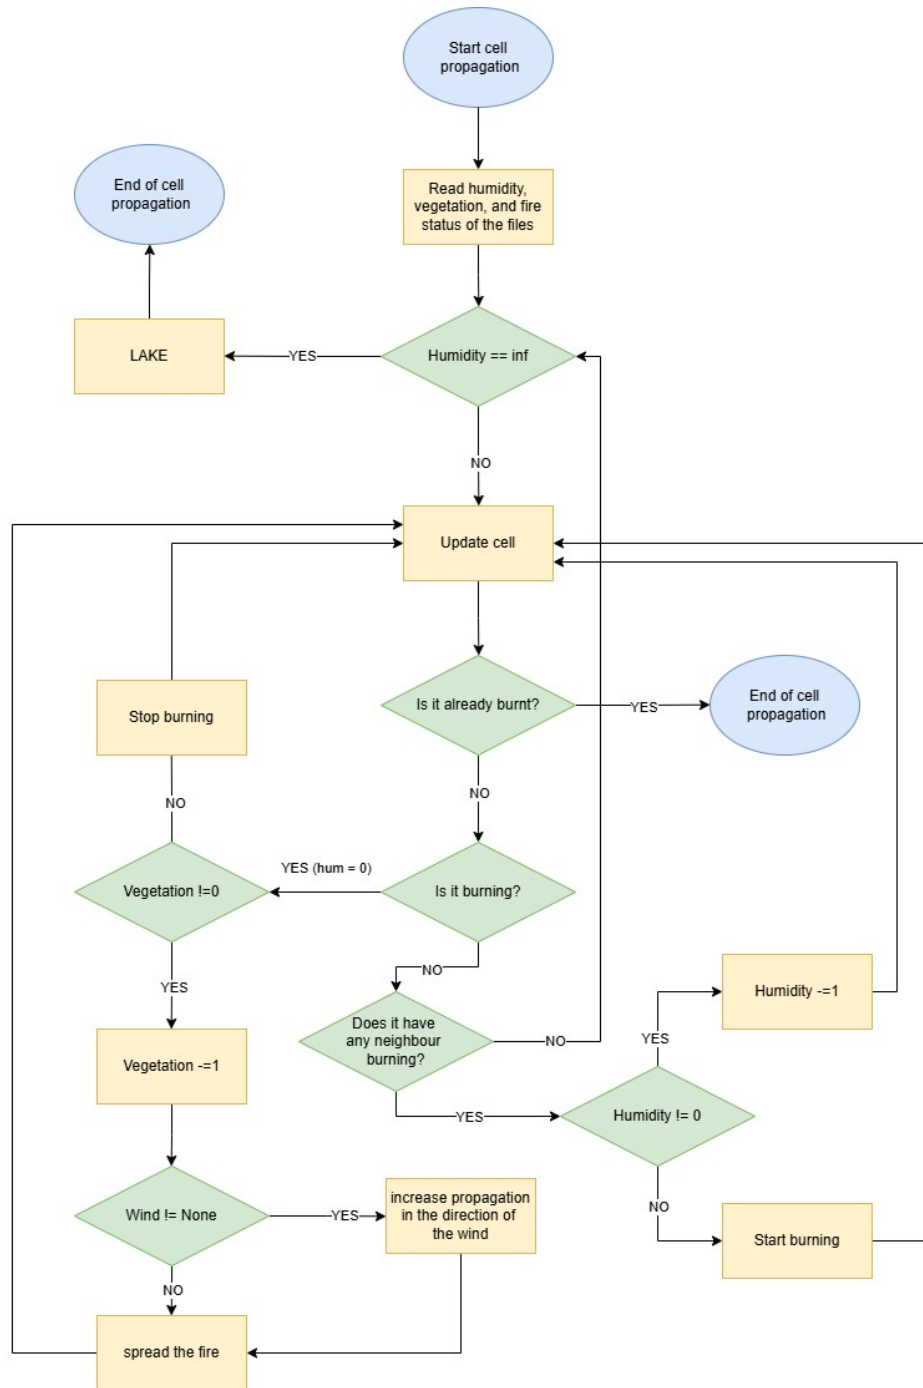 Start cell
propagation
End of cell
propagation
Read humidity,
vegetation, and fire
status of the files
LAKE
YES
Humidity == inf
NO
Update cell
Stop burning
Is it already burnt?
YES
End of cell
propagation
NO
NO
Vegetation !=0
YES (hum = 0)
Is it burning?
NO
YES
Humidity -=1
Does it have
any neighbour
burning?
NO
YES
Vegetation -=1
YES
Humidity != 0
Wind != None
YES
increase propagation
in the direction of
the wind
NO
Start burning
NO
spread the fire